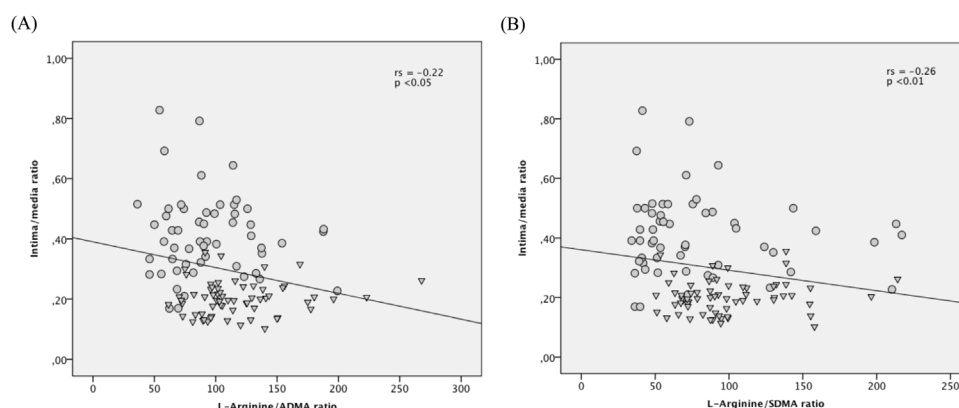 (A)
(B)
1,00
,80
,60
,40
,20
,00
Intima/media ratio
rs = -0.22
p <0.05
0
50
100
150
200
250
300
L-Arginine/ADMA ratio
1,00
,80
,60
,40
,20
,00
Intima/media ratio
rs = -0.26
p <0.01
0
50
100
150
200
250
L-Arginine/SDMA ratio